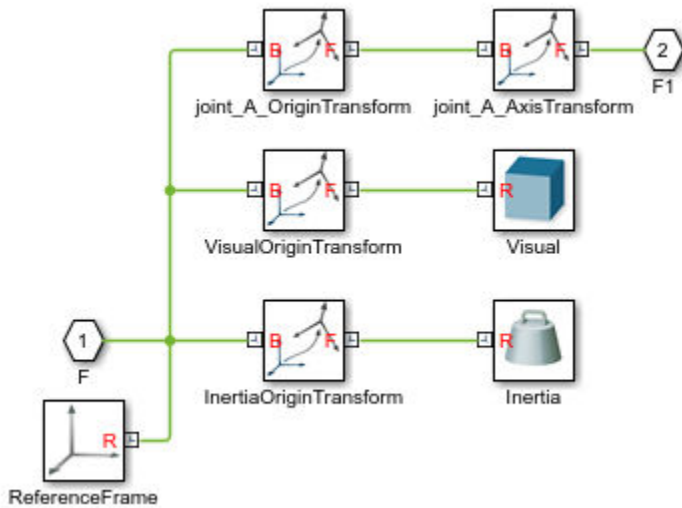 B F B F 2
joint_A_OriginTransform joint_A_AxisTransform F1
B F R
VisualOriginTransform Visual
1 B F R
F InertiaOriginTransform Inertia
R
ReferenceFrame